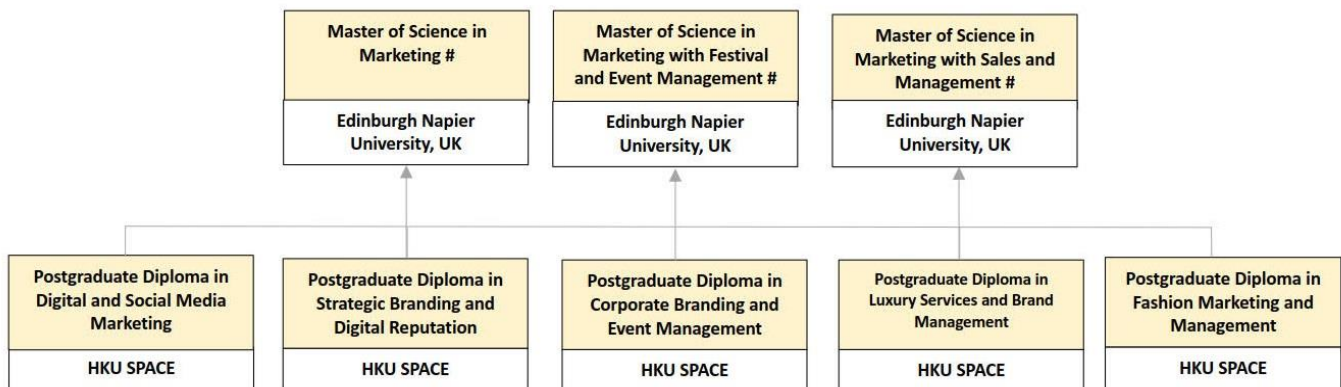 Master of Science in
Marketing #
Edinburgh Napier
University, UK
Master of Science in
Marketing with Festival
and Event Management #
Edinburgh Napier
University, UK
Master of Science in
Marketing with Sales and
Management #
Edinburgh Napier
University, UK
Postgraduate Diploma in
Digital and Social Media
Marketing
HKU SPACE
Postgraduate Diploma in
Strategic Branding and
Digital Reputation
HKU SPACE
Postgraduate Diploma in
Corporate Branding and
Event Management
HKU SPACE
Postgraduate Diploma in
Luxury Services and Brand
Management
HKU SPACE
Postgraduate Diploma in
Fashion Marketing and
Management
HKU SPACE